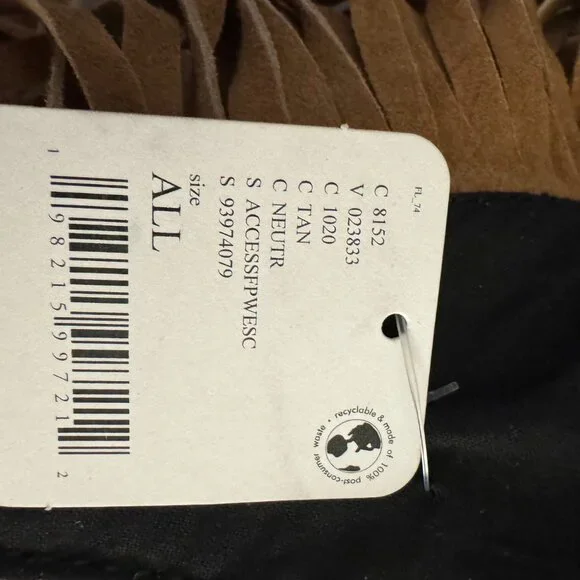 FL_74
C 8152
V 023833
C 1020
C TAN
C NEUTR
S ACCESSFPWESC
S 93974079
size
ALL
1 98215 99721 2
recyclable & made of 100% post-consumer waste •